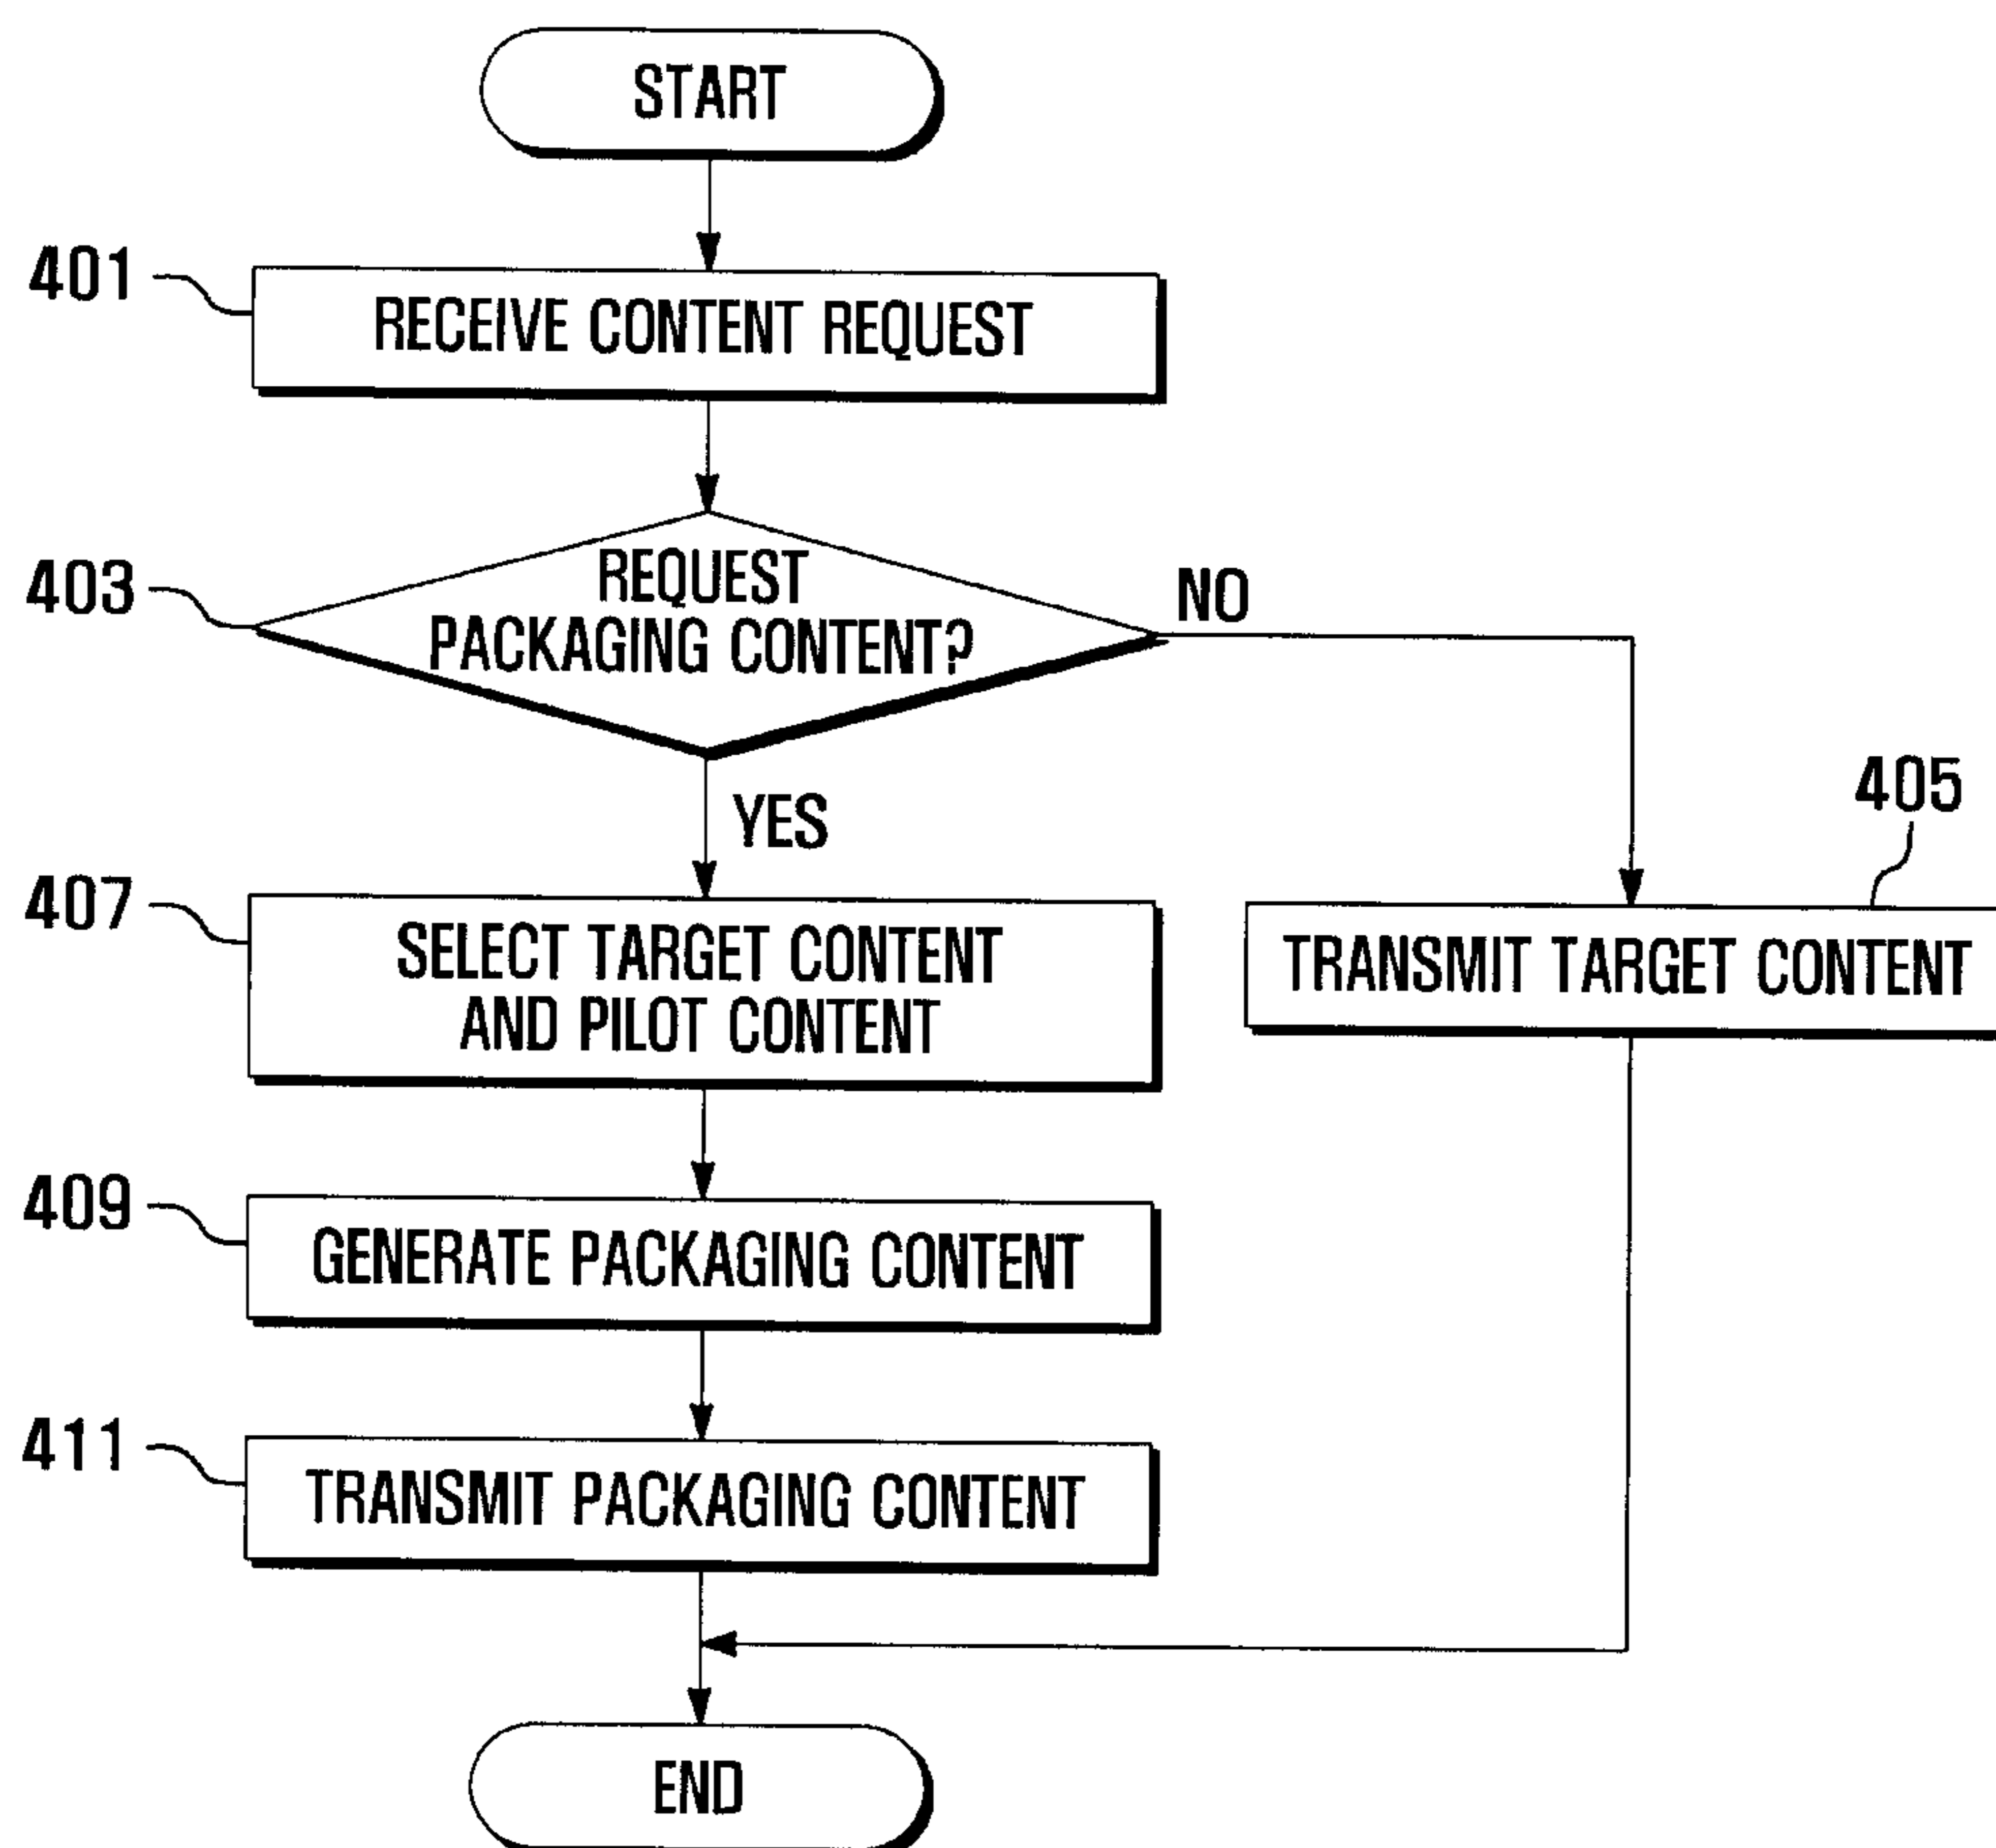 START
401
RECEIVE CONTENT REQUEST
403
REQUEST
PACKAGING CONTENT?
NO
YES
405
407
SELECT TARGET CONTENT
AND PILOT CONTENT
TRANSMIT TARGET CONTENT
409
GENERATE PACKAGING CONTENT
411
TRANSMIT PACKAGING CONTENT
END